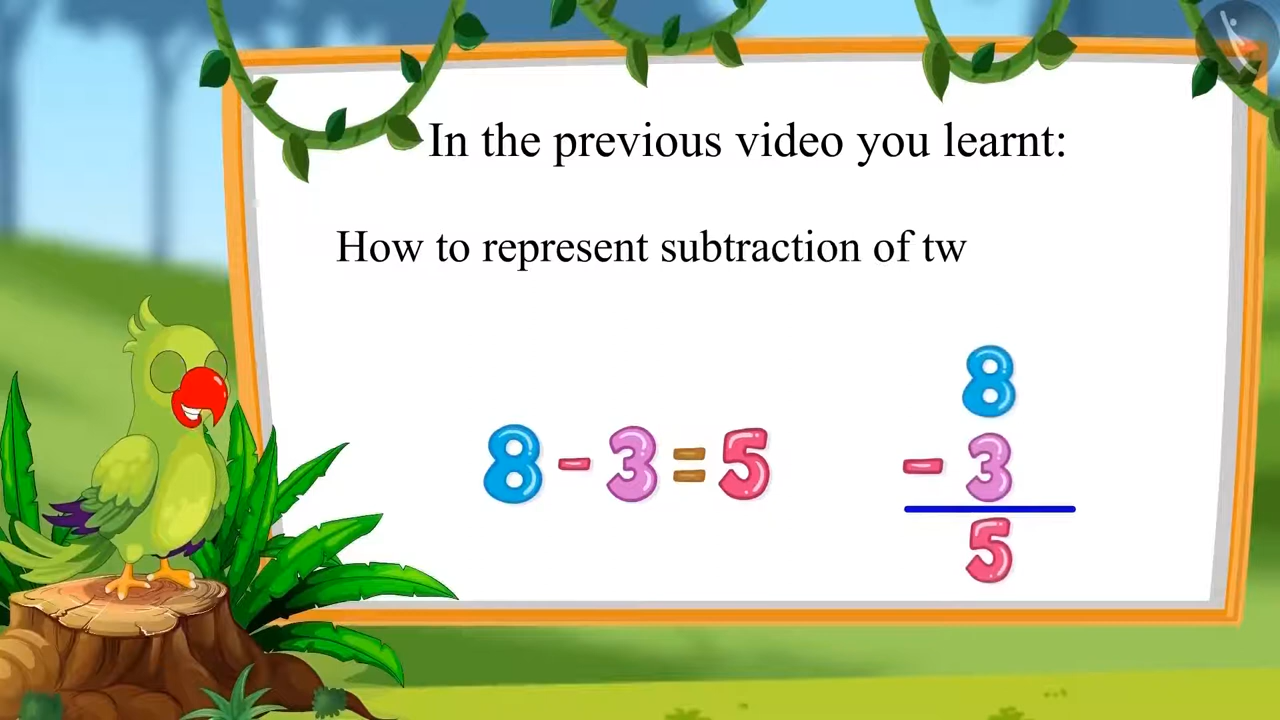 In the previous video you learnt:
How to represent subtraction of tw
8 - 3 = 5
8
- 3
5